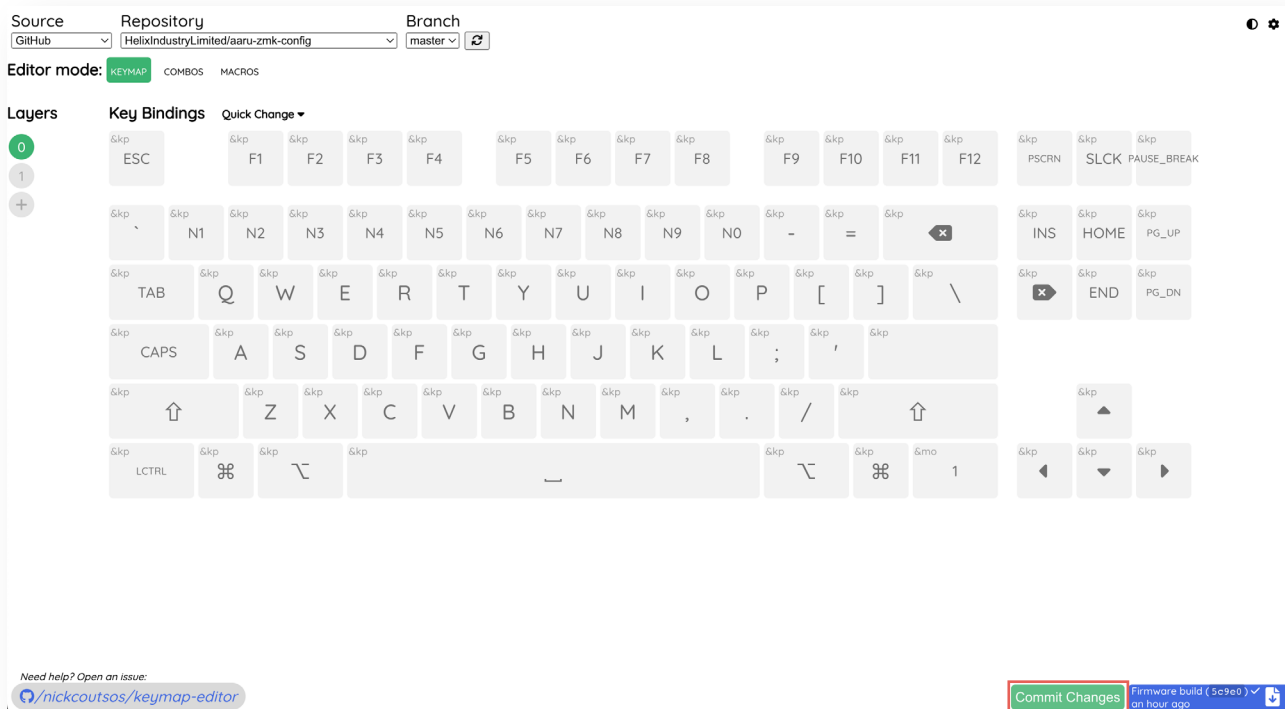 Source Repository Branch
GitHub HelixIndustryLimited/aaru-zmk-config master
Editor mode: KEYMAP COMBOS MACROS
Layers Key Bindings Quick Change
0
1
+
&kp &kp &kp &kp &kp &kp &kp &kp &kp &kp &kp &kp &kp &kp &kp &kp
ESC F1 F2 F3 F4 F5 F6 F7 F8 F9 F10 F11 F12 PSCRN SLCK PAUSE_BREAK
&kp &kp &kp &kp &kp &kp &kp &kp &kp &kp &kp &kp &kp &kp &kp &kp &kp
` N1 N2 N3 N4 N5 N6 N7 N8 N9 N0 - = INS HOME PG_UP
&kp &kp &kp &kp &kp &kp &kp &kp &kp &kp &kp &kp &kp &kp &kp &kp &kp
TAB Q W E R T Y U I O P [ ] \ END PG_DN
&kp &kp &kp &kp &kp &kp &kp &kp &kp &kp &kp &kp &kp
CAPS A S D F G H J K L ; '
&kp &kp &kp &kp &kp &kp &kp &kp &kp &kp &kp &kp &kp
⇧ Z X C V B N M , . / ⇧
&kp &kp &kp &kp &kp &kp &mo &kp &kp &kp
LCTRL ⌘ ⌥ ⌥ ⌘ 1
Need help? Open an issue:
/nickcoutsos/keymap-editor
Commit Changes
Firmware build (5c9e0)
an hour ago